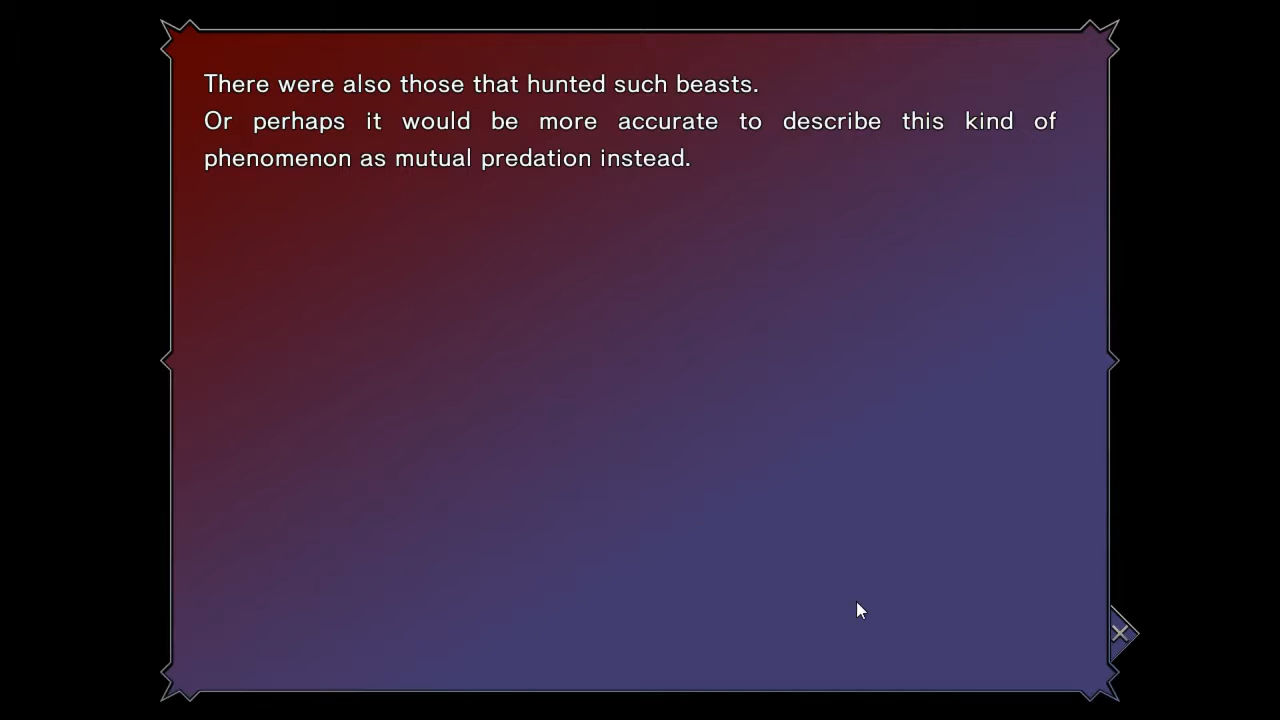 There were also those that hunted such beasts.
Or perhaps it would be more accurate to describe this kind of
phenomenon as mutual predation instead.